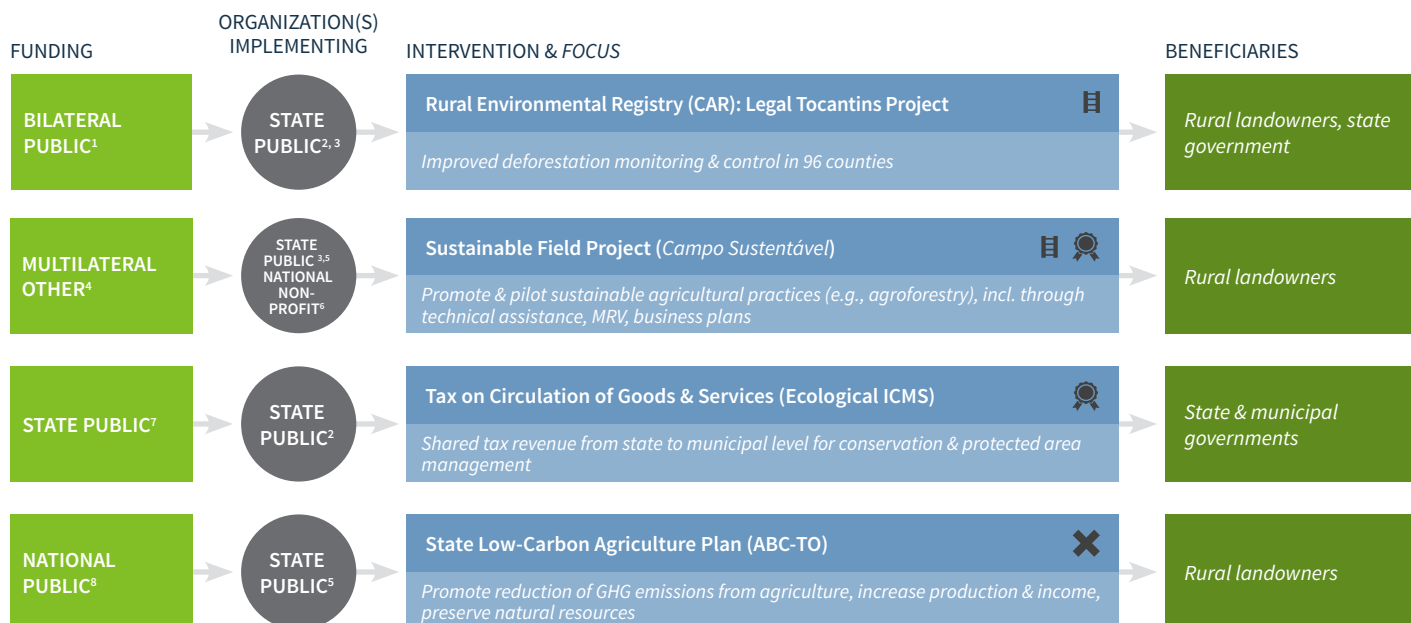 FUNDING
ORGANIZATION(S)
IMPLEMENTING
INTERVENTION & FOCUS
BENEFICIARIES
BILATERAL
PUBLIC¹
STATE
PUBLIC²,³
Rural Environmental Registry (CAR): Legal Tocantins Project
Improved deforestation monitoring & control in 96 counties
Rural landowners, state
government
MULTILATERAL
OTHER⁴
STATE
PUBLIC ³,⁵
NATIONAL
NON-
PROFIT⁶
Sustainable Field Project (Campo Sustentável)
Promote & pilot sustainable agricultural practices (e.g., agroforestry), incl. through
technical assistance, MRV, business plans
Rural landowners
STATE PUBLIC⁷
STATE
PUBLIC²
Tax on Circulation of Goods & Services (Ecological ICMS)
Shared tax revenue from state to municipal level for conservation & protected area
management
State & municipal
governments
NATIONAL
PUBLIC⁸
STATE
PUBLIC⁵
State Low-Carbon Agriculture Plan (ABC-TO)
Promote reduction of GHG emissions from agriculture, increase production & income,
preserve natural resources
Rural landowners